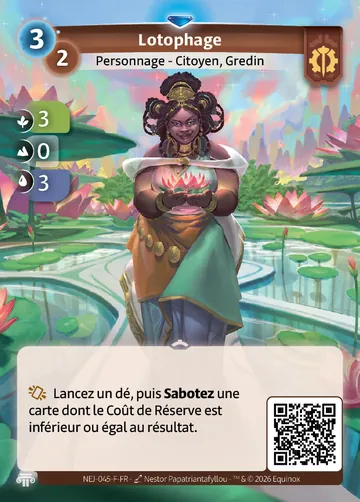 3
Lotophage
2
Personnage - Citoyen, Gredin
3
0
3
Lancez un dé, puis Sabotez une
carte dont le Coût de Réserve est
inférieur ou égal au résultat.
NEJ-045-F-FR - Nestor Papatriantafyllou - ™ & © 2026 Equinox